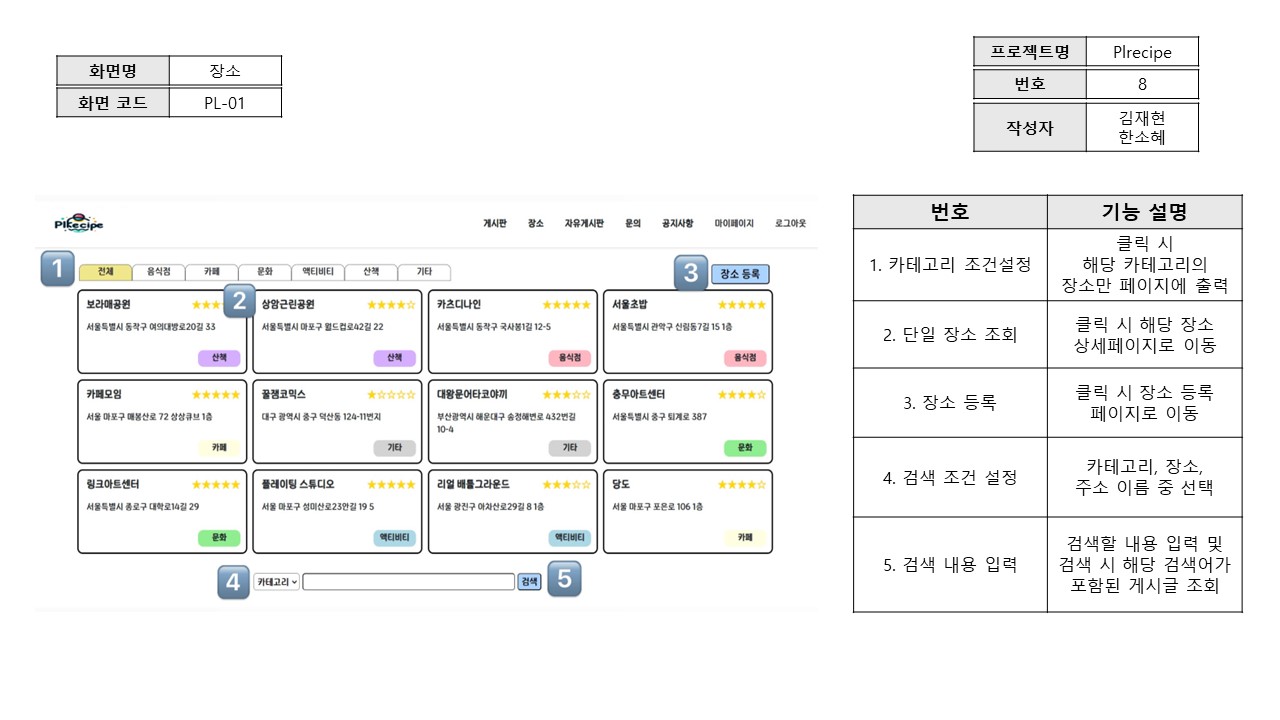 화면명 장소
화면 코드 PL-01
프로젝트명 Plrecipe
번호 8
작성자 김재현
한소혜
Plrecipe
게시판 장소 자유게시판 문의 공지사항 마이페이지 로그아웃
1 전체 음식점 카페 문화 액티비티 산책 기타 3 장소 등록
보라매공원 ★★★ 2 상암근린공원 ★★★★☆ 카츠디나인 ★★★★★ 서울초밥 ★★★★★
서울특별시 동작구 여의대방로20길 33 서울특별시 마포구 월드컵로42길 22 서울특별시 동작구 국사봉1길 12-5 서울특별시 관악구 신림동7길 15 1층
산책 산책 음식점 음식점
카페모임 ★★★★★ 꿀잼코믹스 ★☆☆☆☆ 대왕문어타코야끼 ★★★☆☆ 충무아트센터 ★★★★☆
서울 마포구 매봉산로 72 상상큐브 1층 대구 광역시 중구 덕산동 124-11번지 부산광역시 해운대구 송정해변로 432번길 서울특별시 중구 퇴계로 387
10-4
카페 기타 기타 문화
링크아트센터 ★★★★★ 플레이팅 스튜디오 ★★★★★ 리얼 배틀그라운드 ★★★☆☆ 당도 ★★★★☆
서울특별시 종로구 대학로14길 29 서울 마포구 성미산로23안길 19 5 서울 광진구 아차산로29길 8 1층 서울 마포구 포은로 106 1층
문화 액티비티 액티비티 카페
4 카테고리 검색 5
번호 기능 설명
1. 카테고리 조건설정 클릭 시
해당 카테고리의
장소만 페이지에 출력
2. 단일 장소 조회 클릭 시 해당 장소
상세페이지로 이동
3. 장소 등록 클릭 시 장소 등록
페이지로 이동
4. 검색 조건 설정 카테고리, 장소,
주소 이름 중 선택
5. 검색 내용 입력 검색할 내용 입력 및
검색 시 해당 검색어가
포함된 게시글 조회